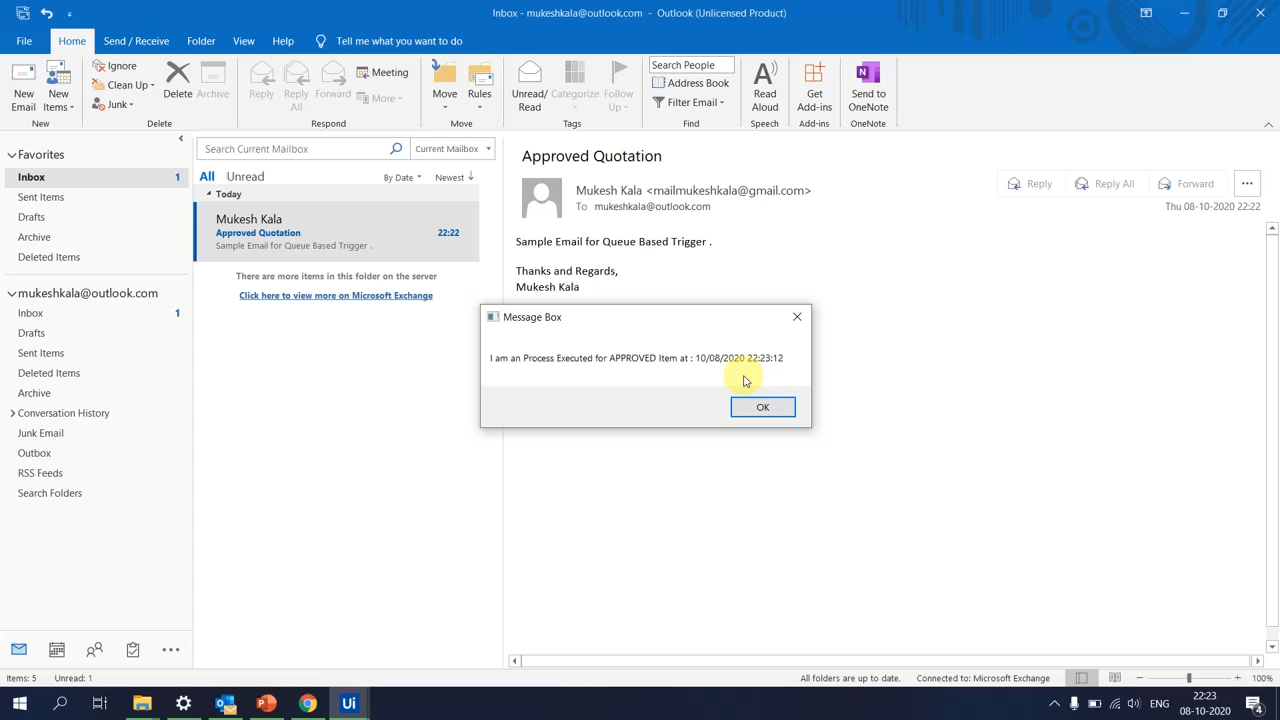 Inbox - mukeshkala@outlook.com - Outlook (Unlicensed Product)
File Home Send / Receive Folder View Help Tell me what you want to do
New Email
New Items
New
Ignore
Clean Up
Junk
Delete
Archive
Delete
Reply
Reply All
Forward
Meeting
More
Respond
Move
Rules
Move
Unread/ Read
Categorize
Follow Up
Tags
Search People
Address Book
Filter Email
Find
Read Aloud
Speech
Get Add-ins
Add-ins
Send to OneNote
OneNote
Favorites
Inbox 1
Sent Items
Drafts
Archive
Deleted Items
mukeshkala@outlook.com
Inbox 1
Drafts
Sent Items
Deleted Items
Archive
Conversation History
Junk Email
Outbox
RSS Feeds
Search Folders
Search Current Mailbox Current Mailbox
All Unread By Date Newest
Today
Mukesh Kala
Approved Quotation 22:22
Sample Email for Queue Based Trigger .
There are more items in this folder on the server
Click here to view more on Microsoft Exchange
Approved Quotation
Mukesh Kala <mailmukeshkala@gmail.com>
To mukeshkala@outlook.com
Reply Reply All Forward
Thu 08-10-2020 22:22
Sample Email for Queue Based Trigger .
Thanks and Regards,
Mukesh Kala
Message Box
I am an Process Executed for APPROVED Item at : 10/08/2020 22:23:12
OK
Items: 5 Unread: 1 All folders are up to date. Connected to: Microsoft Exchange 100%
Ui
ENG
22:23
08-10-2020
4